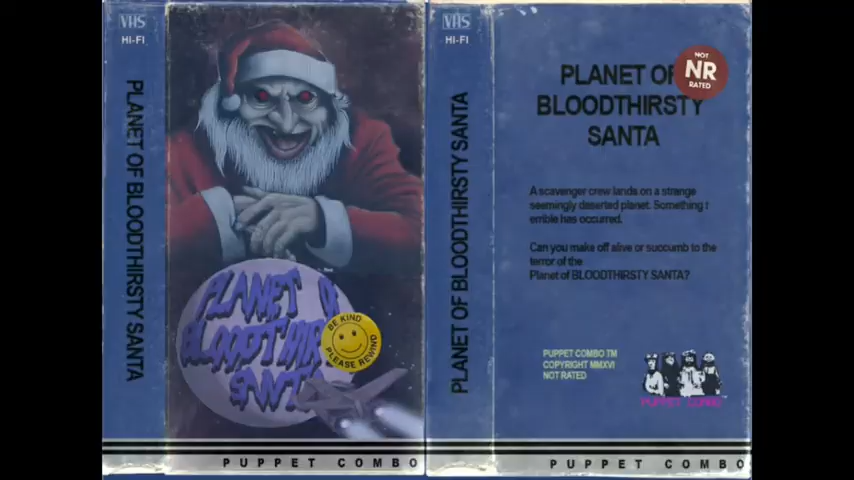 VHS
HI-FI
PLANET OF BLOODTHIRSTY SANTA
PLANET OF
BLOODTHIRSTY
SANTA
BE KIND
PLEASE REWIND
PUPPET COMBO
VHS
HI-FI
PLANET OF BLOODTHIRSTY SANTA
NOT
NR
RATED
PLANET OF
BLOODTHIRSTY
SANTA
A scavenger crew lands on a strange
seemingly daserted planet. Something t
errible has occurred.
Can you make off alive or succumb to the
terror of the
Planet of BLOODTHIRSTY SANTA?
PUPPET COMBO TM
COPYRIGHT MMXVI
NOT RATED
PUPPET COMBO
PUPPET COMBO